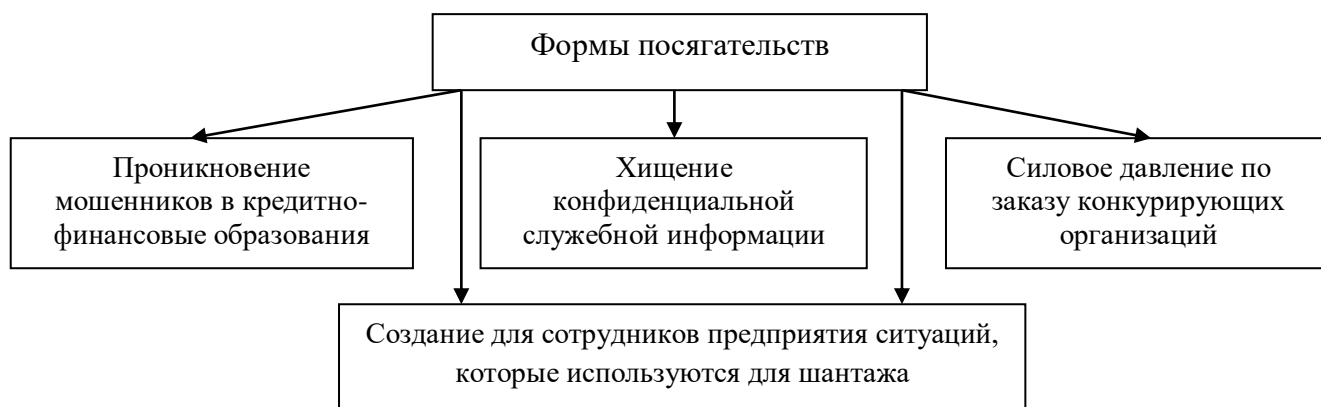 Формы посягательств
Проникновение
мошенников в кредитно-
финансовые образования
Хищение
конфиденциальной
служебной информации
Силовое давление по
заказу конкурирующих
организаций
Создание для сотрудников предприятия ситуаций,
которые используются для шантажа